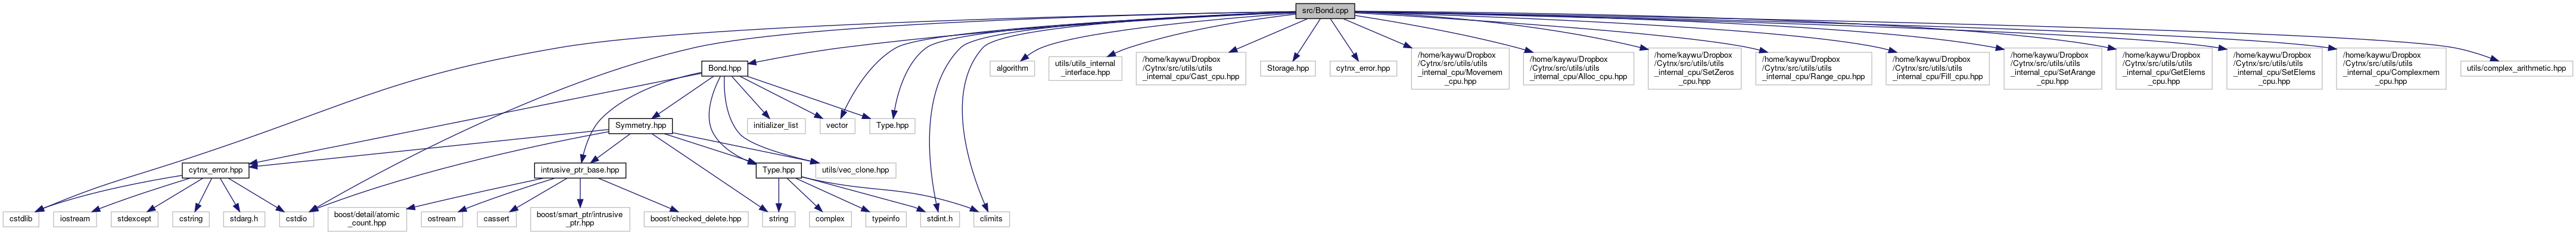 src/Bond.cpp
Bond.hpp
algorithm
utils/utils_internal
_interface.hpp
/home/kaywu/Dropbox
/Cytnx/src/utils/utils
_internal_cpu/Cast_cpu.hpp
Storage.hpp
cytnx_error.hpp
/home/kaywu/Dropbox
/Cytnx/src/utils/utils
_internal_cpu/Movemem
_cpu.hpp
/home/kaywu/Dropbox
/Cytnx/src/utils/utils
_internal_cpu/Alloc_cpu.hpp
/home/kaywu/Dropbox
/Cytnx/src/utils/utils
_internal_cpu/SetZeros
_cpu.hpp
/home/kaywu/Dropbox
/Cytnx/src/utils/utils
_internal_cpu/Range_cpu.hpp
/home/kaywu/Dropbox
/Cytnx/src/utils/utils
_internal_cpu/Fill_cpu.hpp
/home/kaywu/Dropbox
/Cytnx/src/utils/utils
_internal_cpu/SetArange
_cpu.hpp
/home/kaywu/Dropbox
/Cytnx/src/utils/utils
_internal_cpu/GetElems
_cpu.hpp
/home/kaywu/Dropbox
/Cytnx/src/utils/utils
_internal_cpu/SetElems
_cpu.hpp
/home/kaywu/Dropbox
/Cytnx/src/utils/utils
_internal_cpu/Complexmem
_cpu.hpp
utils/complex_arithmetic.hpp
Symmetry.hpp
initializer_list
vector
Type.hpp
cytnx_error.hpp
intrusive_ptr_base.hpp
Type.hpp
utils/vec_clone.hpp
cstdlib
iostream
stdexcept
cstring
stdarg.h
cstdio
boost/detail/atomic
_count.hpp
ostream
cassert
boost/smart_ptr/intrusive
_ptr.hpp
boost/checked_delete.hpp
string
complex
typeinfo
stdint.h
climits